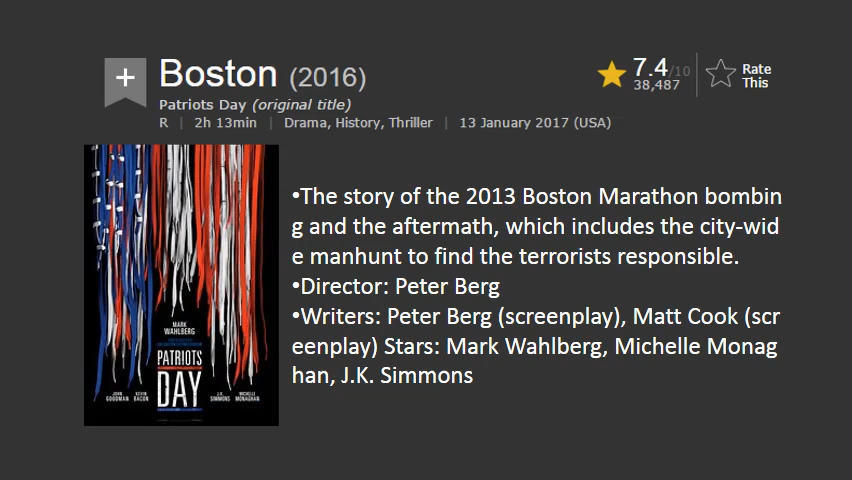 Boston (2016)
7.4/10
38,487
Rate
This
Patriots Day (original title)
R | 2h 13min | Drama, History, Thriller | 13 January 2017 (USA)
•The story of the 2013 Boston Marathon bombin
g and the aftermath, which includes the city-wid
e manhunt to find the terrorists responsible.
•Director: Peter Berg
•Writers: Peter Berg (screenplay), Matt Cook (scr
eenplay) Stars: Mark Wahlberg, Michelle Monag
han, J.K. Simmons
MARK
WAHLBERG
PATRIOTS
DAY
JOHN
GOODMAN
KEVIN
BACON
J.K.
SIMMONS
MICHELLE
MONAGHAN